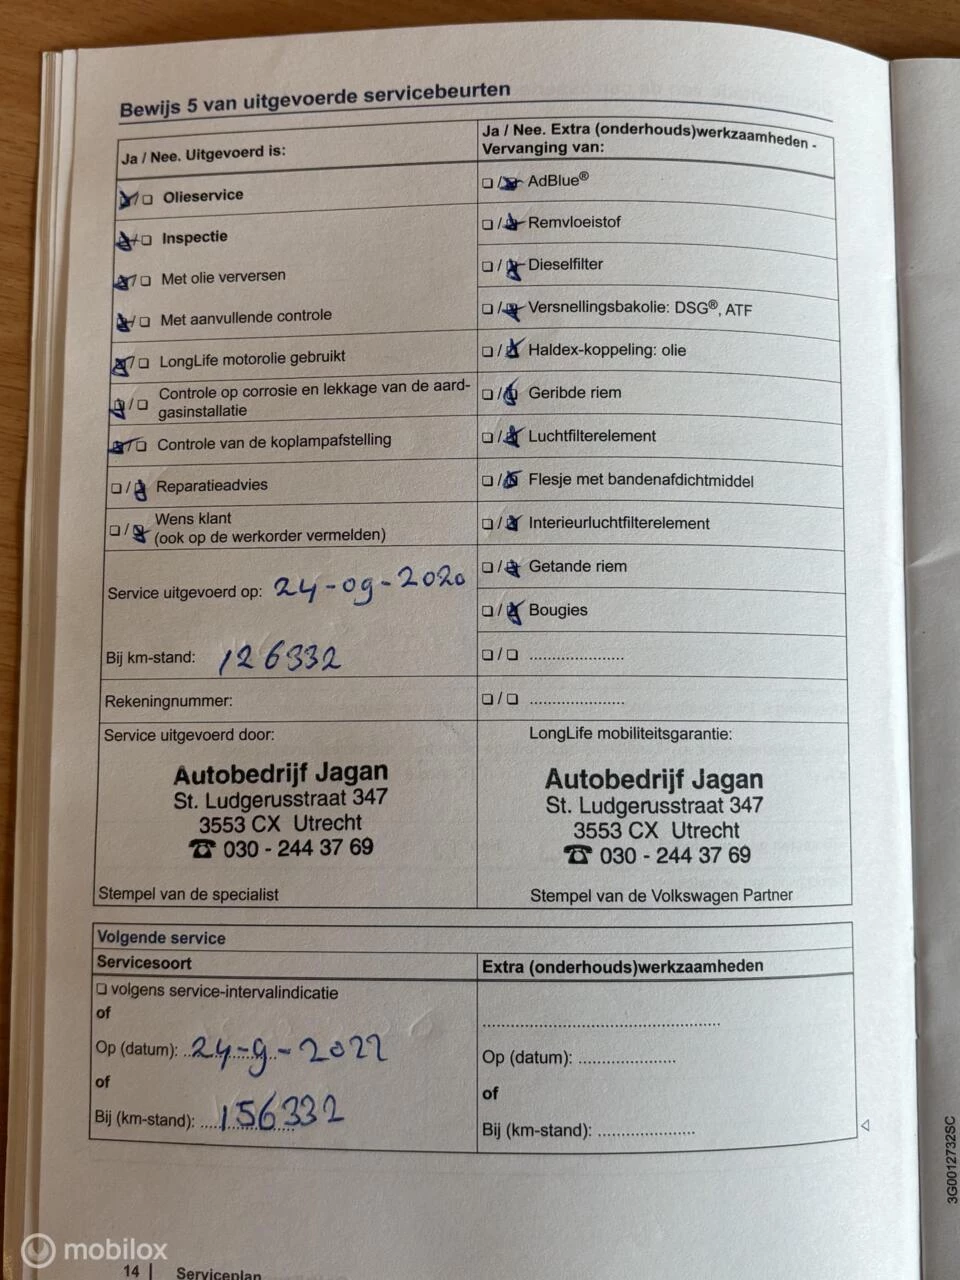 Bewijs 5 van uitgevoerde servicebeurten
Ja / Nee. Uitgevoerd is:
❑ / ❑ Olieservice
❑ / ❑ Inspectie
❑ / ❑ Met olie verversen
❑ / ❑ Met aanvullende controle
❑ / ❑ LongLife motorolie gebruikt
❑ / ❑ Controle op corrosie en lekkage van de aard-
gasinstallatie
❑ / ❑ Controle van de koplampafstelling
❑ / ❑ Reparatieadvies
❑ / ❑ Wens klant
(ook op de werkorder vermelden)
Service uitgevoerd op: 24-09-2020
Bij km-stand: 126332
Rekeningnummer:
Ja / Nee. Extra (onderhouds)werkzaamheden -
Vervanging van:
❑ / ❑ AdBlue®
❑ / ❑ Remvloeistof
❑ / ❑ Dieselfilter
❑ / ❑ Versnellingsbakolie: DSG®, ATF
❑ / ❑ Haldex-koppeling: olie
❑ / ❑ Geribde riem
❑ / ❑ Luchtfilterelement
❑ / ❑ Flesje met bandenafdichtmiddel
❑ / ❑ Interieurluchtfilterelement
❑ / ❑ Getande riem
❑ / ❑ Bougies
❑ / ❑ .....................
❑ / ❑ .....................
Service uitgevoerd door:
Autobedrijf Jagan
St. Ludgerusstraat 347
3553 CX Utrecht
☎ 030 - 244 37 69
Stempel van de specialist
LongLife mobiliteitsgarantie:
Autobedrijf Jagan
St. Ludgerusstraat 347
3553 CX Utrecht
☎ 030 - 244 37 69
Stempel van de Volkswagen Partner
Volgende service
Servicesoort
❑ volgens service-intervalindicatie
of
Op (datum): 24-9-2022
of
Bij (km-stand): 156332
Extra (onderhouds)werkzaamheden
.....................................................
Op (datum): .....................
of
Bij (km-stand): .....................
3G0012732SC
14 | Serviceplan
mobilox